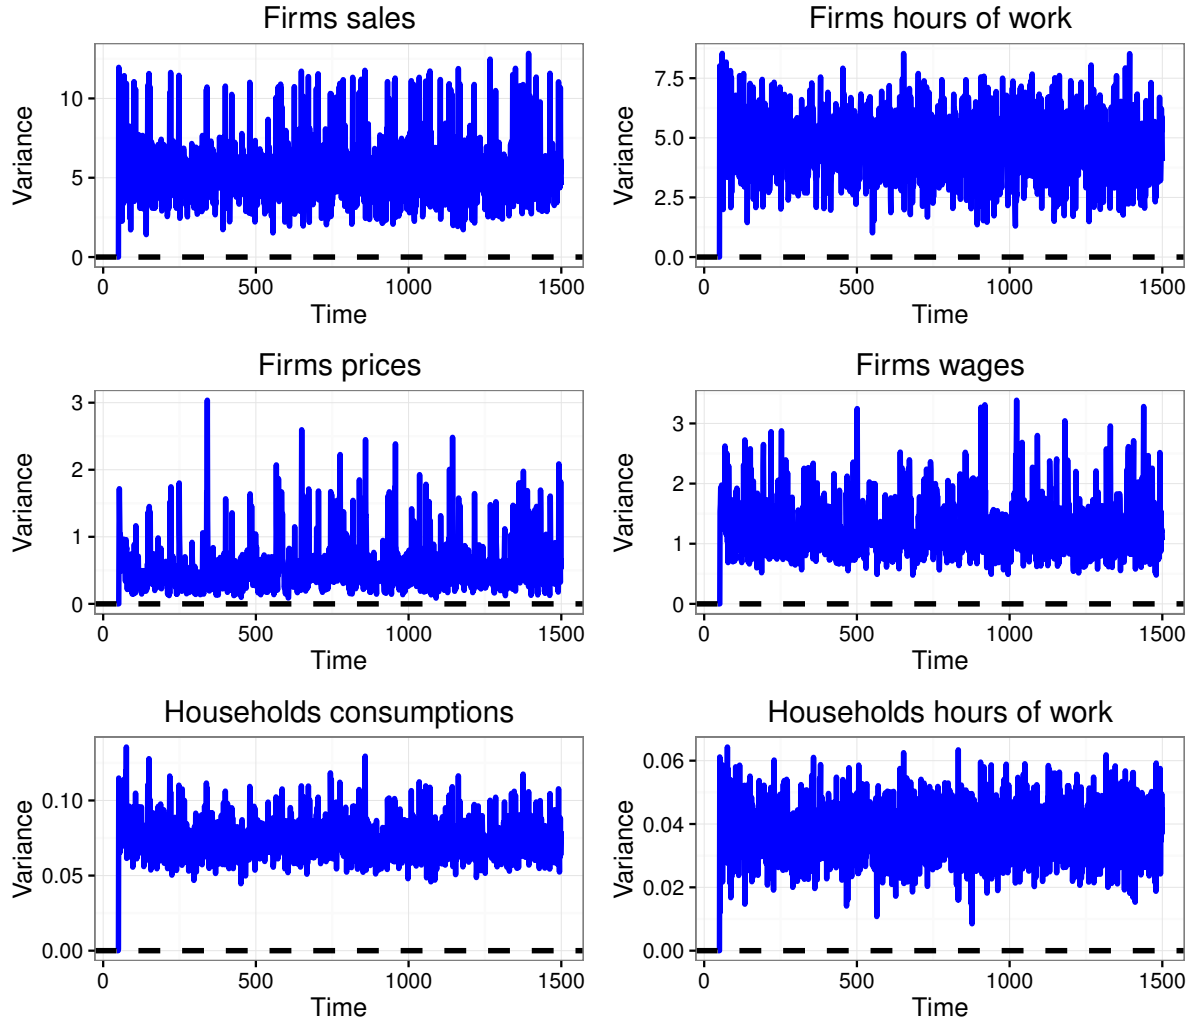 Firms sales
Variance
10
5
0
0 500 1000 1500
Time
Firms hours of work
Variance
7.5
5.0
2.5
0.0
0 500 1000 1500
Time
Firms prices
Variance
3
2
1
0
0 500 1000 1500
Time
Firms wages
Variance
3
2
1
0
0 500 1000 1500
Time
Households consumptions
Variance
0.10
0.05
0.00
0 500 1000 1500
Time
Households hours of work
Variance
0.06
0.04
0.02
0.00
0 500 1000 1500
Time